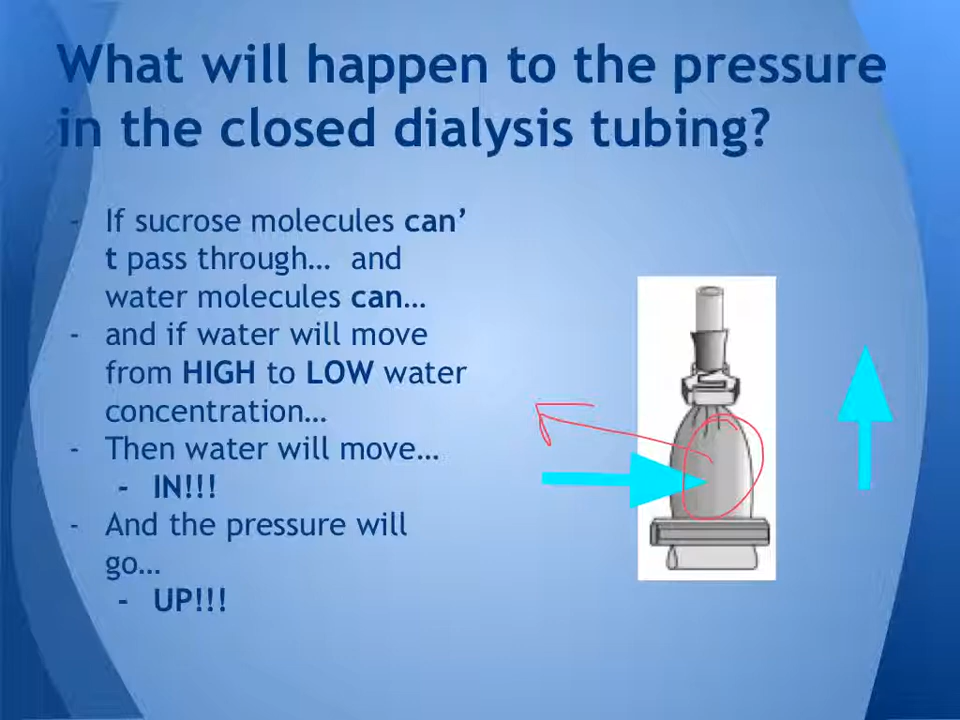 What will happen to the pressure
in the closed dialysis tubing?
- If sucrose molecules can’
t pass through… and
water molecules can…
- and if water will move
from HIGH to LOW water
concentration…
- Then water will move…
- IN!!!
- And the pressure will
go…
- UP!!!